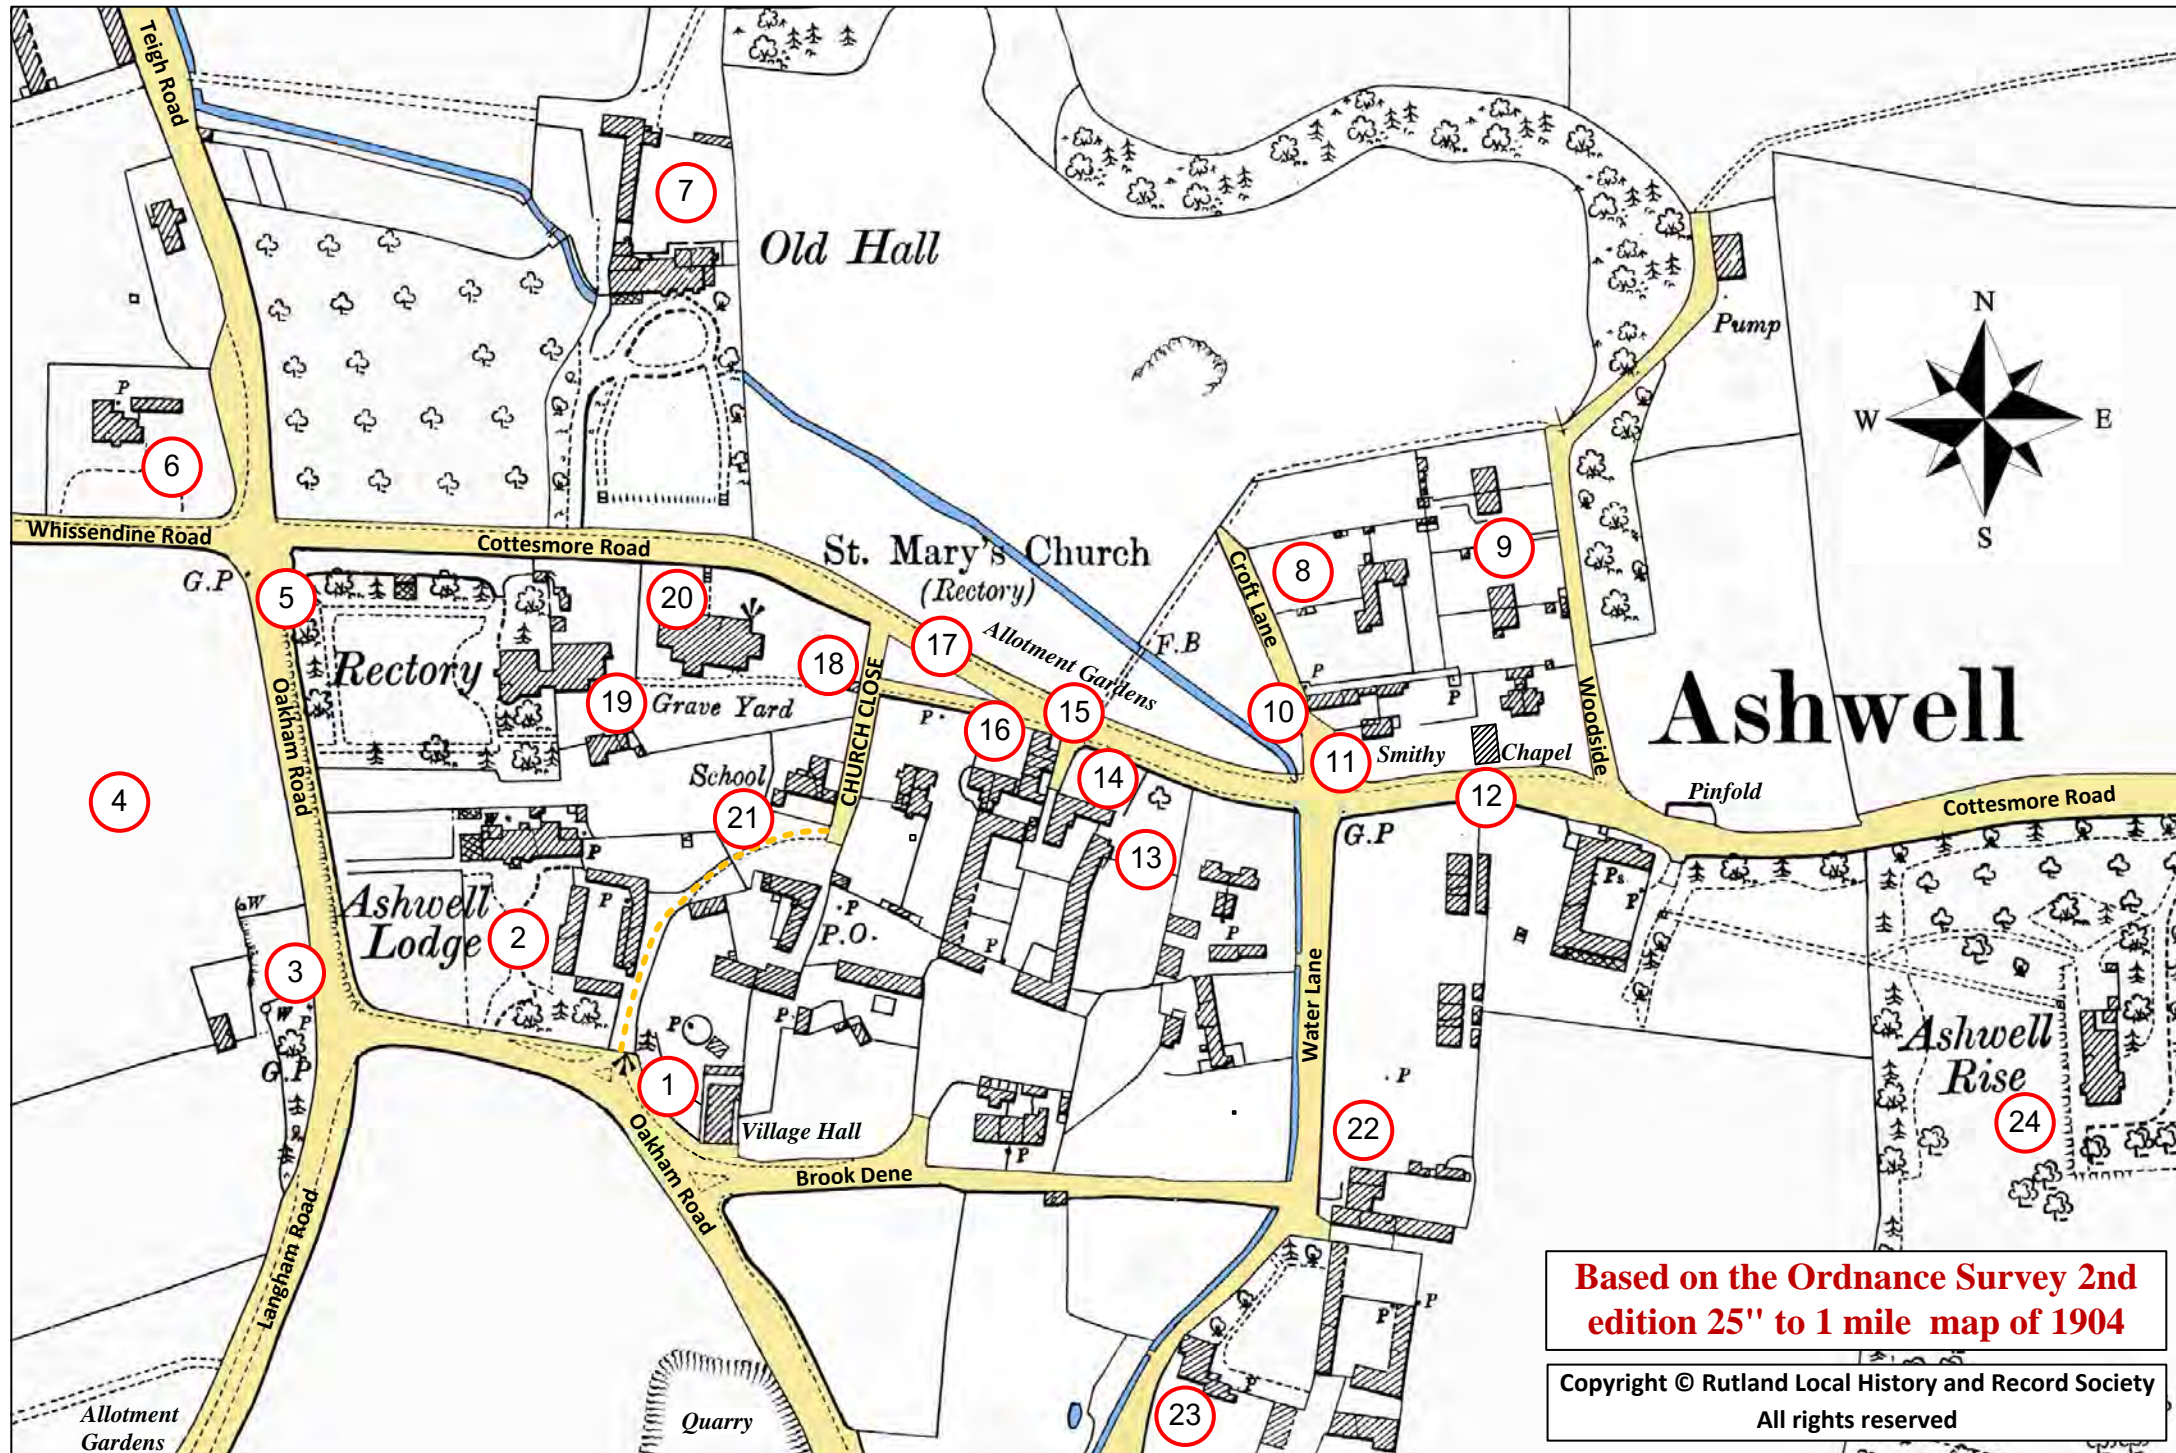 Teigh Road
7
Old Hall
Pump
N
W
E
S
P
6
Whissendine Road
Cottesmore Road
St. Mary's Church
(Rectory)
G.P
5
20
8
9
Croft Lane
17
Allotment Gardens
F.B
18
Rectory
Oakham Road
19
Grave Yard
CHURCH CLOSE
P
16
15
10
P
P
Woodside
Ashwell
11
Smithy
Chapel
14
School
21
4
12
Pinfold
Cottesmore Road
G.P
13
W
P
Ashwell
Lodge
2
P
P
P.O.
P
P
Ps
P
W
3
W
P
G.P
P
P
Water Lane
P
Ashwell
Rise
24
1
Village Hall
22
P
Oakham Road
Brook Dene
Langham Road
P
P
P
23
Quarry
Allotment
Gardens
Based on the Ordnance Survey 2nd
edition 25" to 1 mile map of 1904
Copyright © Rutland Local History and Record Society
All rights reserved